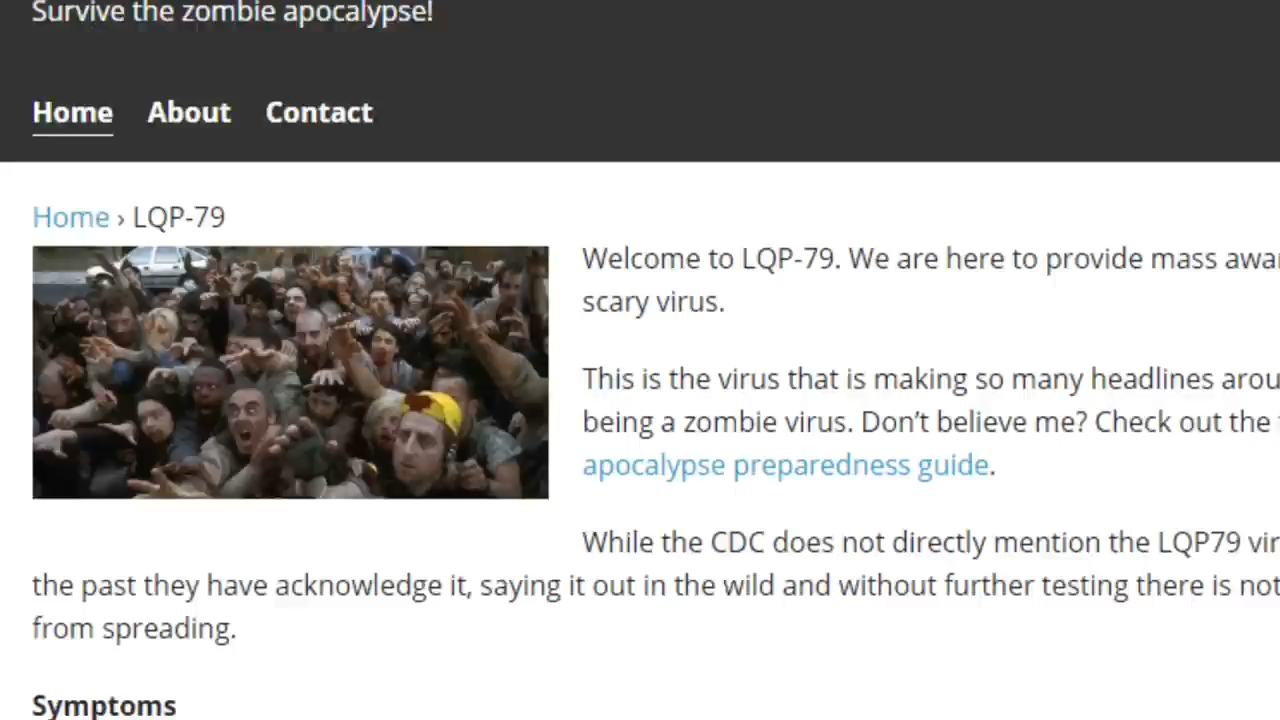 Survive the zombie apocalypse!
Home About Contact
Home › LQP-79
Welcome to LQP-79. We are here to provide mass
scary virus.
This is the virus that is making so many headlines
being a zombie virus. Don’t believe me? Check out the
apocalypse preparedness guide.
While the CDC does not directly mention the LQP79
the past they have acknowledge it, saying it out in the wild and without further testing there is not
from spreading.
Symptoms